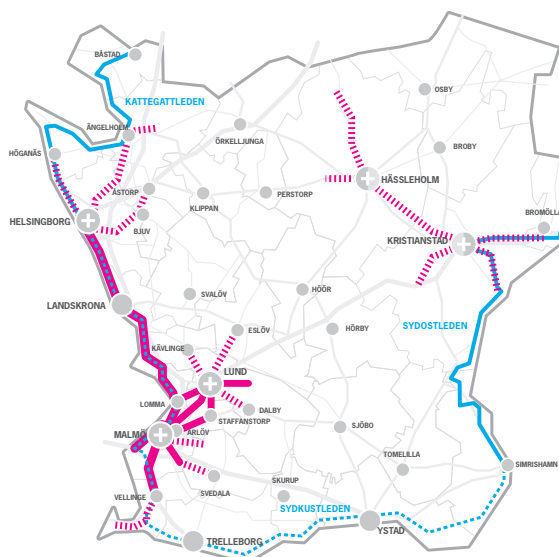 BÅSTAD
OSBY
KATTEGATTLEDEN
ÄNGELHOLM
ÖRKELLJUNGA
BROBY
HÖGANÄS
HÄSSLEHOLM
ÅSTORP
KLIPPAN
PERSTORP
BROMÖLLA
HELSINGBORG
BJUV
KRISTIANSTAD
SVALÖV
HÖÖR
LANDSKRONA
SYDOSTLEDEN
ESLÖV
HÖRBY
KÄVLINGE
LUND
LOMMA
DALBY
STAFFANSTORP
ARLÖV
MALMÖ
SJÖBO
TOMELILLA
SIMRISHAMN
SVEDALA
SKURUP
VELLINGE
SYDKUSTLEDEN
YSTAD
TRELLEBORG